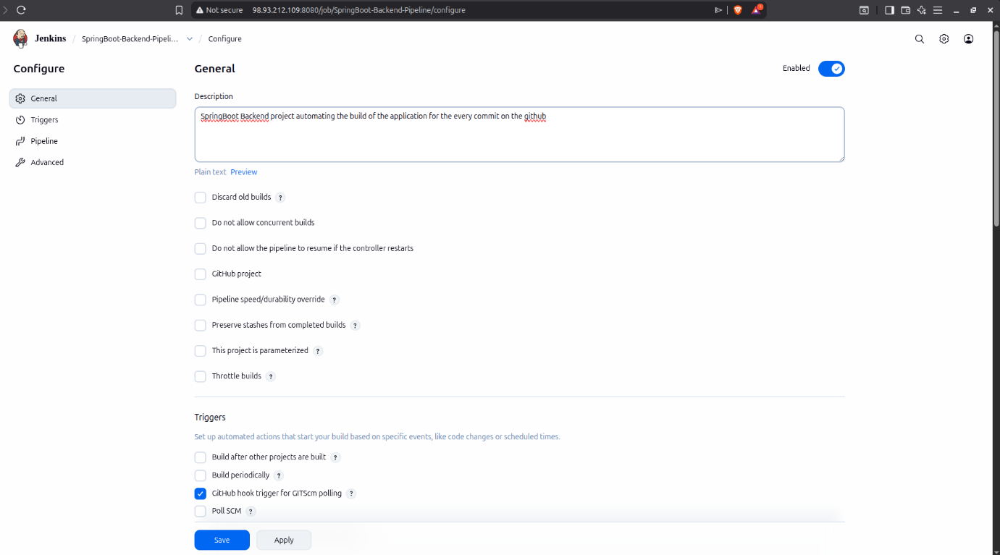 Not secure 98.93.212.109:8080/job/SpringBoot-Backend-Pipeline/configure
Jenkins / SpringBoot-Backend-Pipeli... / Configure
Configure
General
Triggers
Pipeline
Advanced
General
Enabled
Description
SpringBoot Backend project automating the build of the application for the every commit on the github
Plain text Preview
Discard old builds ?
Do not allow concurrent builds
Do not allow the pipeline to resume if the controller restarts
GitHub project
Pipeline speed/durability override ?
Preserve stashes from completed builds ?
This project is parameterized ?
Throttle builds ?
Triggers
Set up automated actions that start your build based on specific events, like code changes or scheduled times.
Build after other projects are built ?
Build periodically ?
GitHub hook trigger for GITScm polling ?
Poll SCM ?
Save Apply